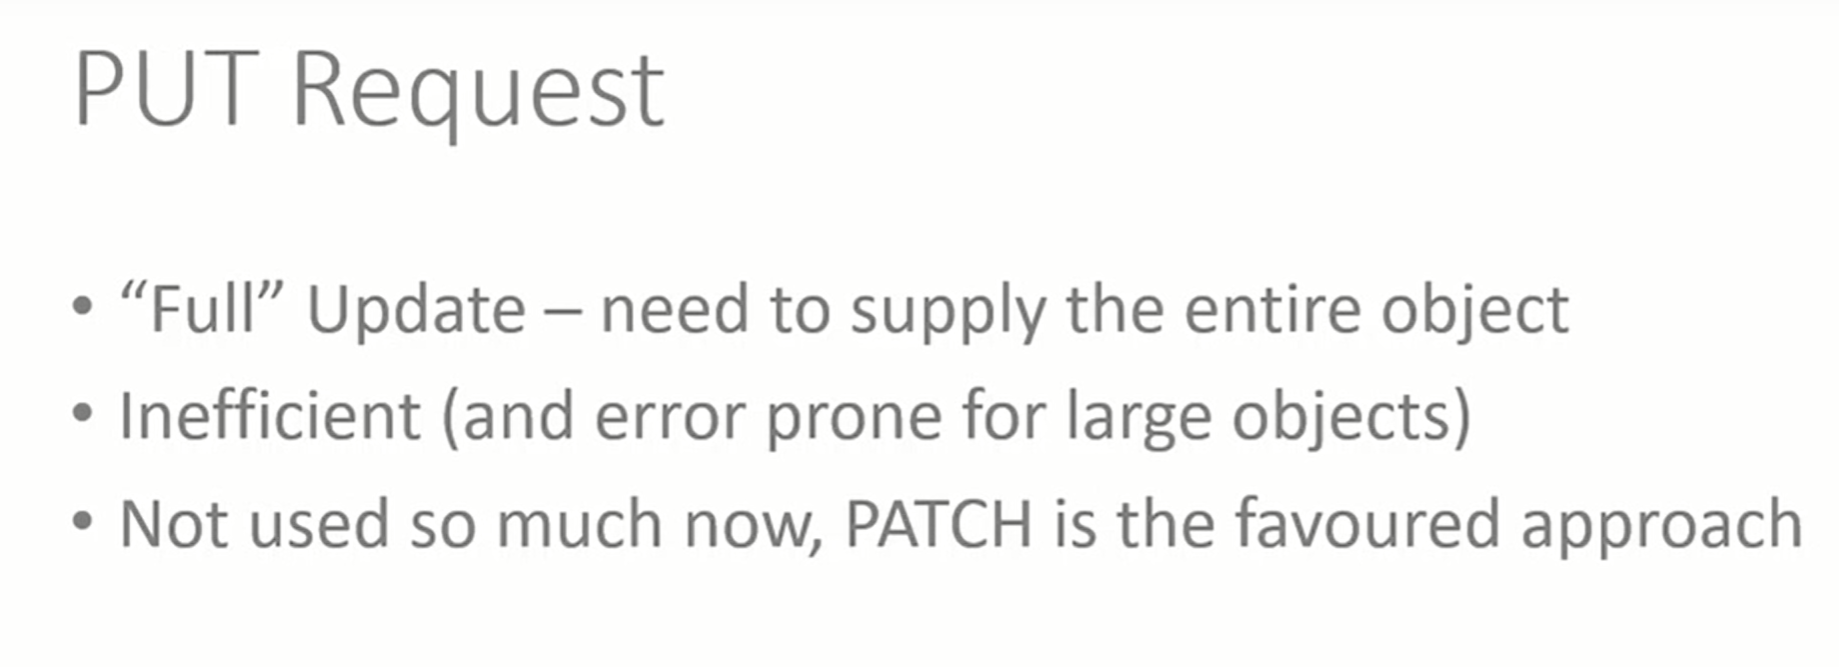 PUT Request
• “Full” Update – need to supply the entire object
• Inefficient (and error prone for large objects)
• Not used so much now, PATCH is the favoured approach